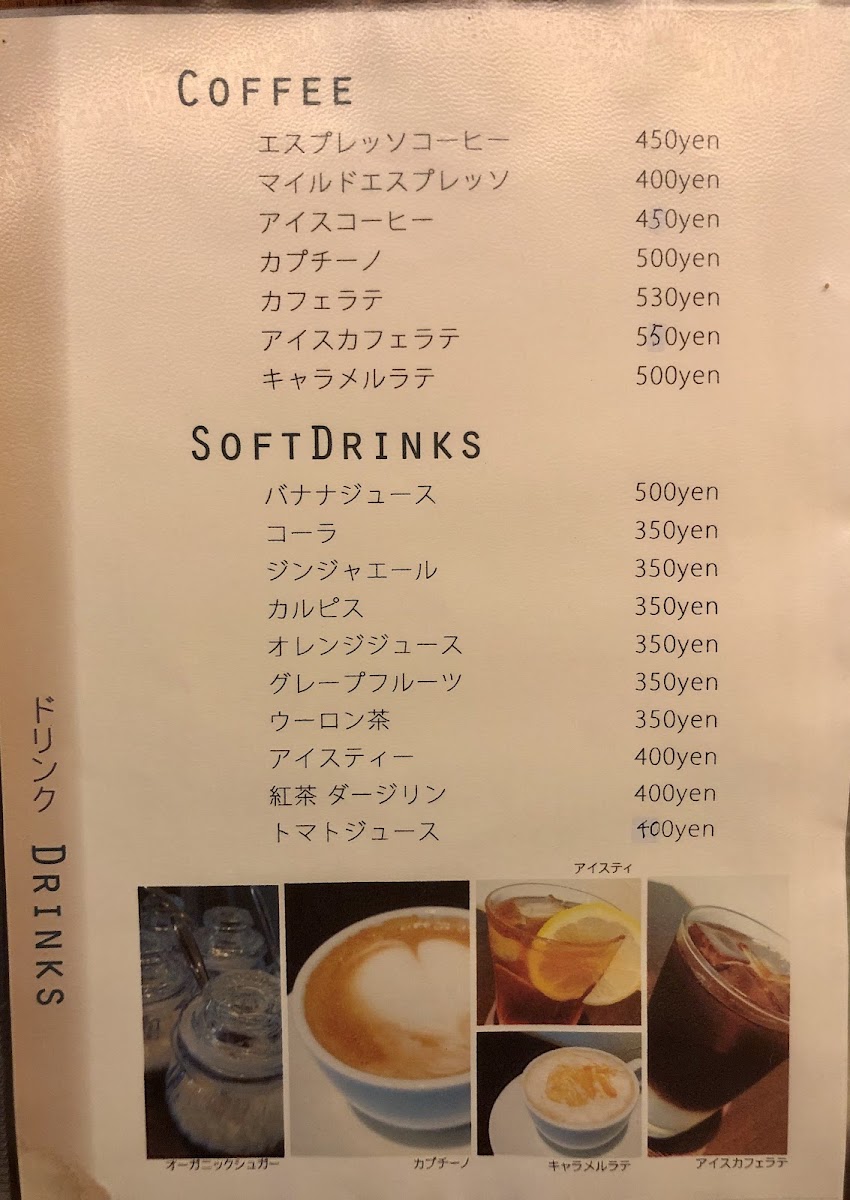 COFFEE
エスプレッソコーヒー 450yen
マイルドエスプレッソ 400yen
アイスコーヒー 450yen
カプチーノ 500yen
カフェラテ 530yen
アイスカフェラテ 550yen
キャラメルラテ 500yen
SOFTDRINKS
バナナジュース 500yen
コーラ 350yen
ジンジャエール 350yen
カルピス 350yen
オレンジジュース 350yen
グレープフルーツ 350yen
ウーロン茶 350yen
アイスティー 400yen
紅茶 ダージリン 400yen
トマトジュース 400yen
ドリンク DRINKS
アイスティ
オーガニックシュガー
カプチーノ
キャラメルラテ
アイスカフェラテ